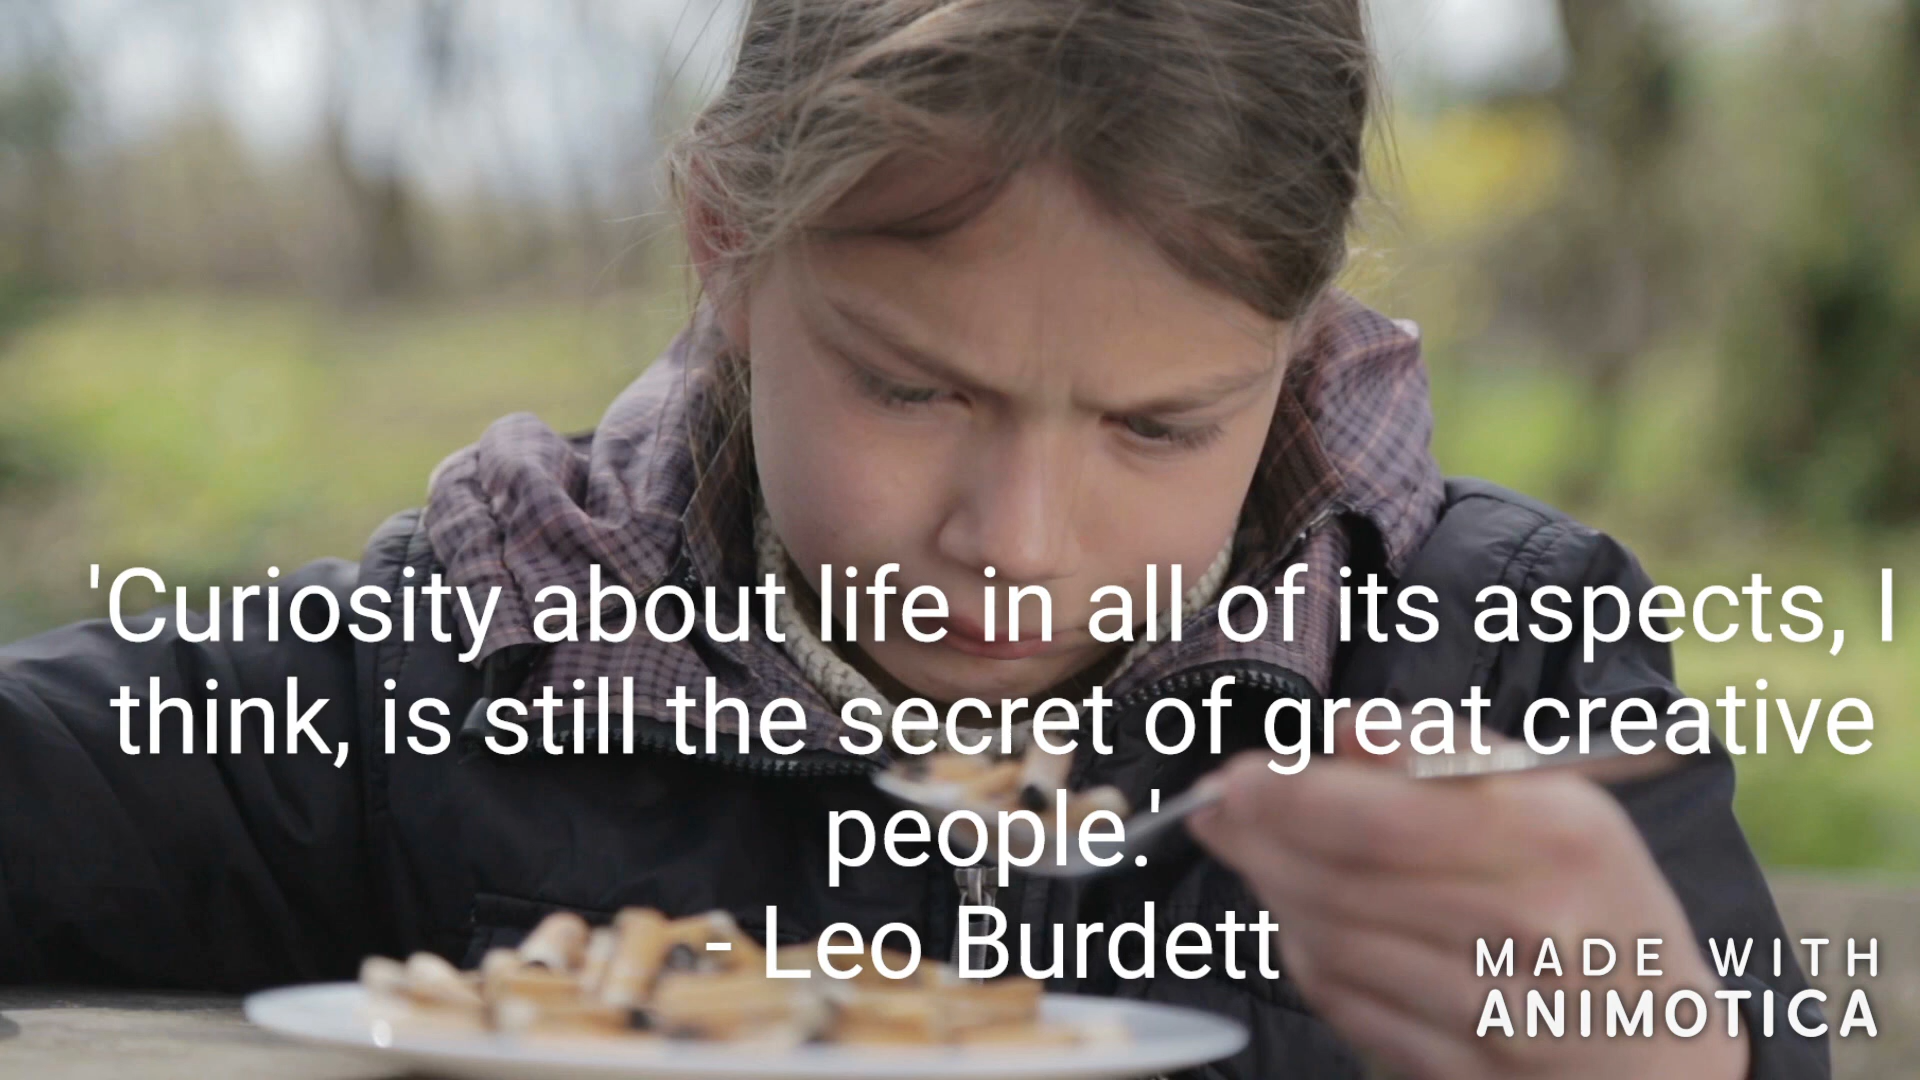 'Curiosity about life in all of its aspects, I
think, is still the secret of great creative
people.'
- Leo Burdett
MADE WITH
ANIMOTICA